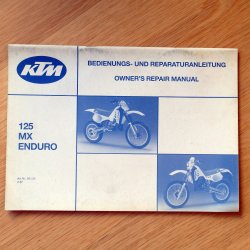 KTM
BEDIENUNGS- UND REPARATURANLEITUNG
OWNER'S REPAIR MANUAL
125
MX
ENDURO